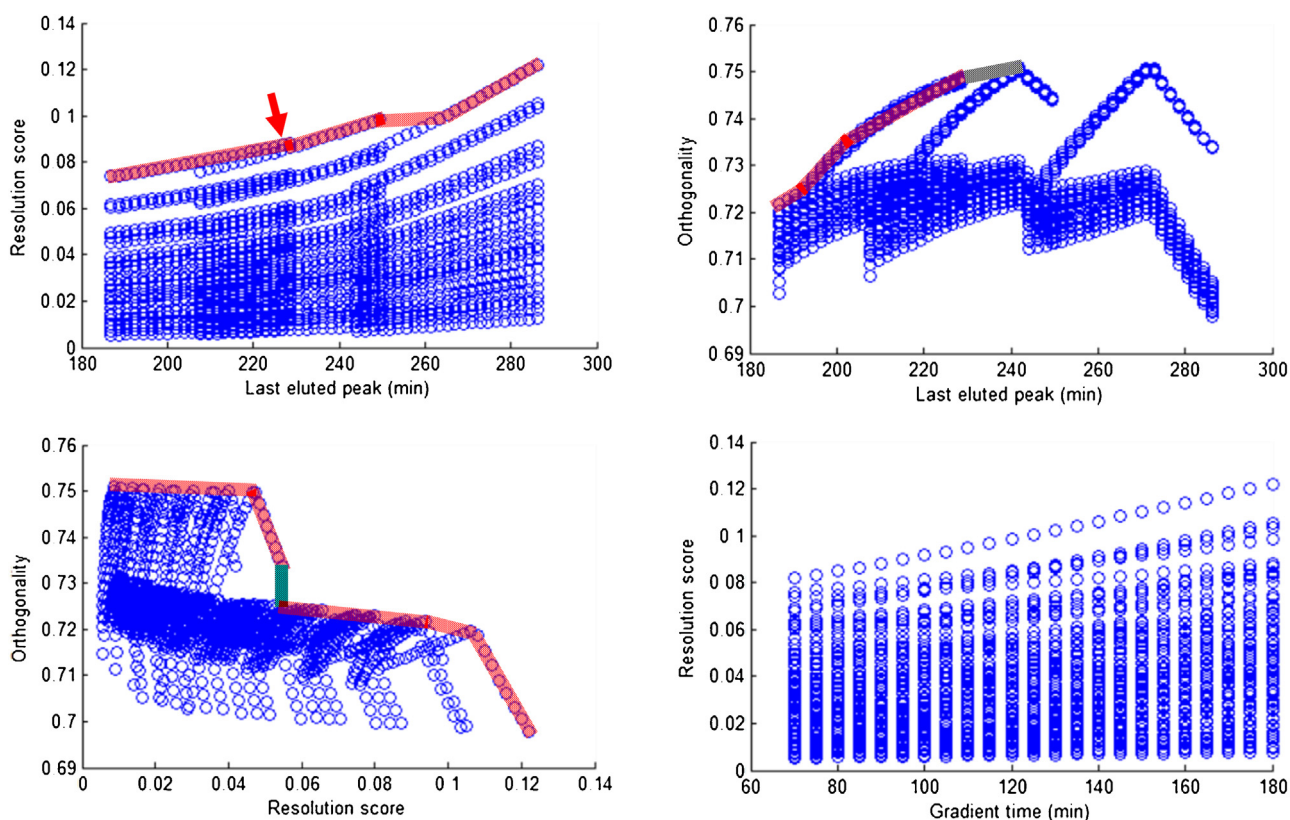 0.14
0.12
0.1
0.08
0.06
0.04
0.02
0
Resolution score
180 200 220 240 260 280 300
Last eluted peak (min)
0.76
0.75
0.74
0.73
0.72
0.71
0.7
0.69
Orthogonality
180 200 220 240 260 280 300
Last eluted peak (min)
0.76
0.75
0.74
0.73
0.72
0.71
0.7
0.69
Orthogonality
0 0.02 0.04 0.06 0.08 0.1 0.12 0.14
Resolution score
0.14
0.12
0.1
0.08
0.06
0.04
0.02
0
Resolution score
60 80 100 120 140 160 180
Gradient time (min)